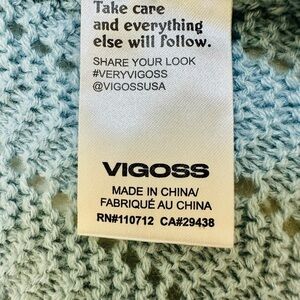 Take care
and everything
else will follow.
SHARE YOUR LOOK
#VERYVIGOSS
@VIGOSSUSA
VIGOSS
MADE IN CHINA/
FABRIQUÉ AU CHINA
RN#110712 CA#29438